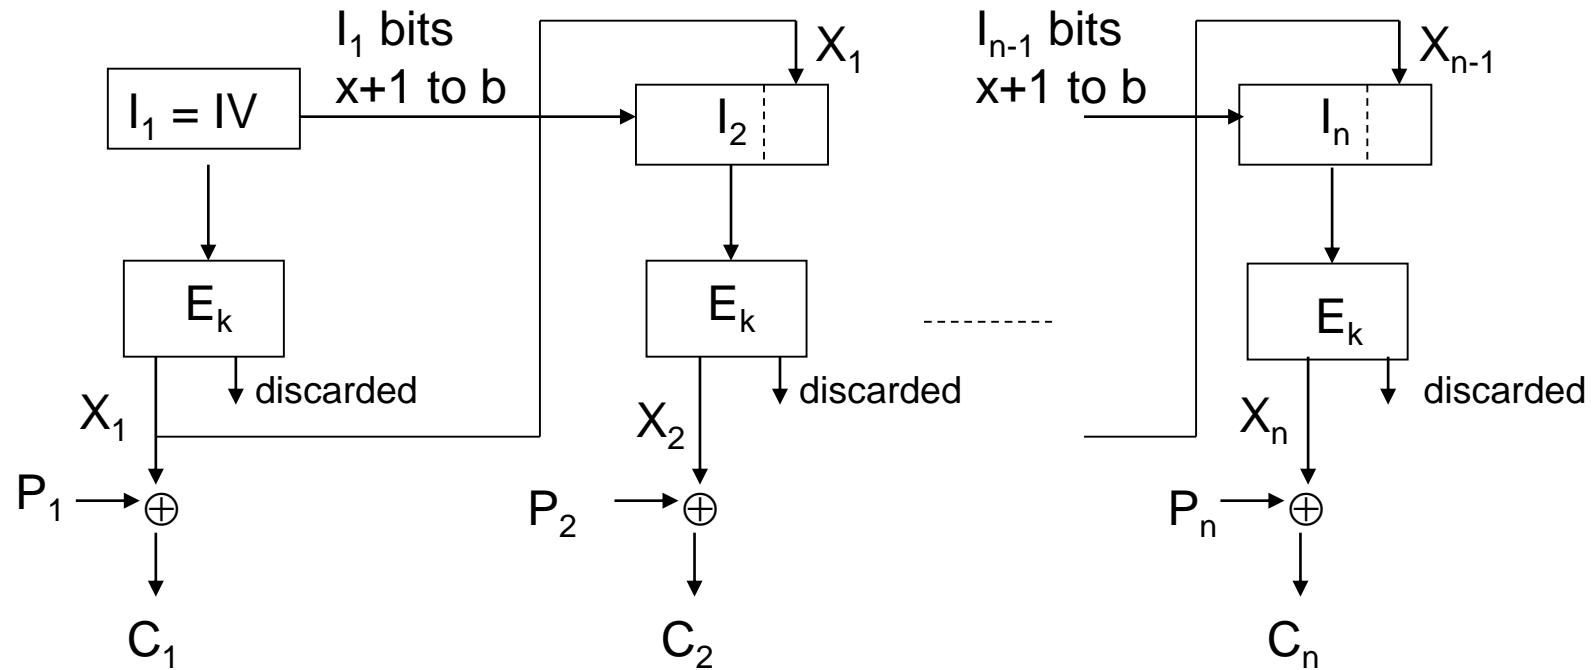 I₁ bits
x+1 to b
X₁
Iₙ₋₁ bits
x+1 to b
Xₙ₋₁
I₁ = IV
I₂
Iₙ
Eₖ
Eₖ
Eₖ
discarded
discarded
discarded
X₁
X₂
Xₙ
P₁
⊕
P₂
⊕
Pₙ
⊕
C₁
C₂
Cₙ